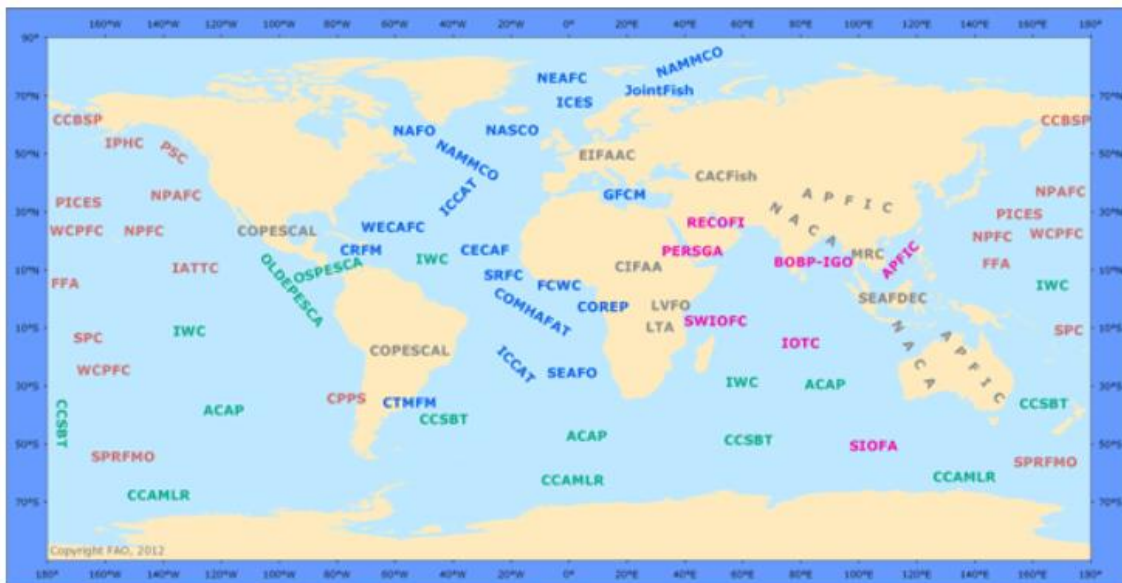 160°W 140°W 120°W 100°W 80°W 60°W 40°W 20°W 0° 20°E 40°E 60°E 80°E 100°E 120°E 140°E 160°E 180°
90°
NAMMCO
NEAFC
70°N JointFish 70°N
ICES
CCBSP NAFO NASCO CCBSP
IPHC PSC
50°N NAMMCO EIFAAC 50°N
CACFish
NPAFC ICCAT GFCM APFIC NPAFC
PICES PICES
30°N RECOFI NACA 30°N
WCPFC NPFC COPESCAL WECAFC NPFC WCPFC
CRFM IWC CECAF PERSGA BOBP-IGO MRC APFIC
10°N IATTC OSPESCA SRFC CIFAA FFA 10°N
FFA OLDEPESCA FCWC IWC
COMHAFAT COREP LVFO SEAFDEC
SWIOFC
10°S SPC IWC LTA NACA APFIC SPC 10°S
IOTC
COPESCAL
WCPFC ICCAT SEAFO
30°S IWC ACAP 30°S
CPPS CTMFM CCSBT
CCSBT ACAP CCSBT
50°S ACAP CCSBT SIOFA 50°S
SPRFMO SPRFMO
CCAMLR CCAMLR
70°S CCAMLR 70°S
Copyright FAO, 2012
180° 160°W 140°W 120°W 100°W 80°W 60°W 40°W 20°W 0° 20°E 40°E 60°E 80°E 100°E 120°E 140°E 160°E 180°